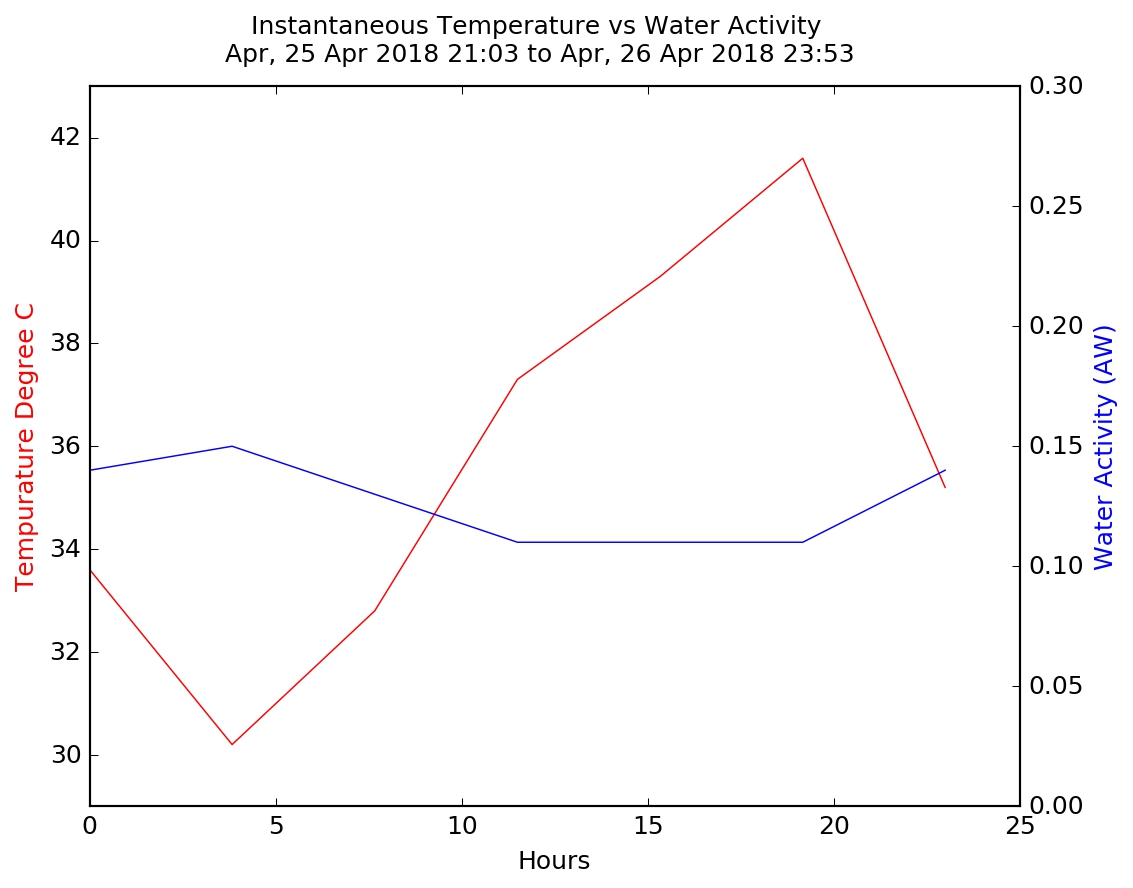 Instantaneous Temperature vs Water Activity
Apr, 25 Apr 2018 21:03 to Apr, 26 Apr 2018 23:53
Tempurature Degree C
42
40
38
36
34
32
30
0.30
0.25
0.20
0.15
0.10
0.05
0.00
Water Activity (AW)
0 5 10 15 20 25
Hours